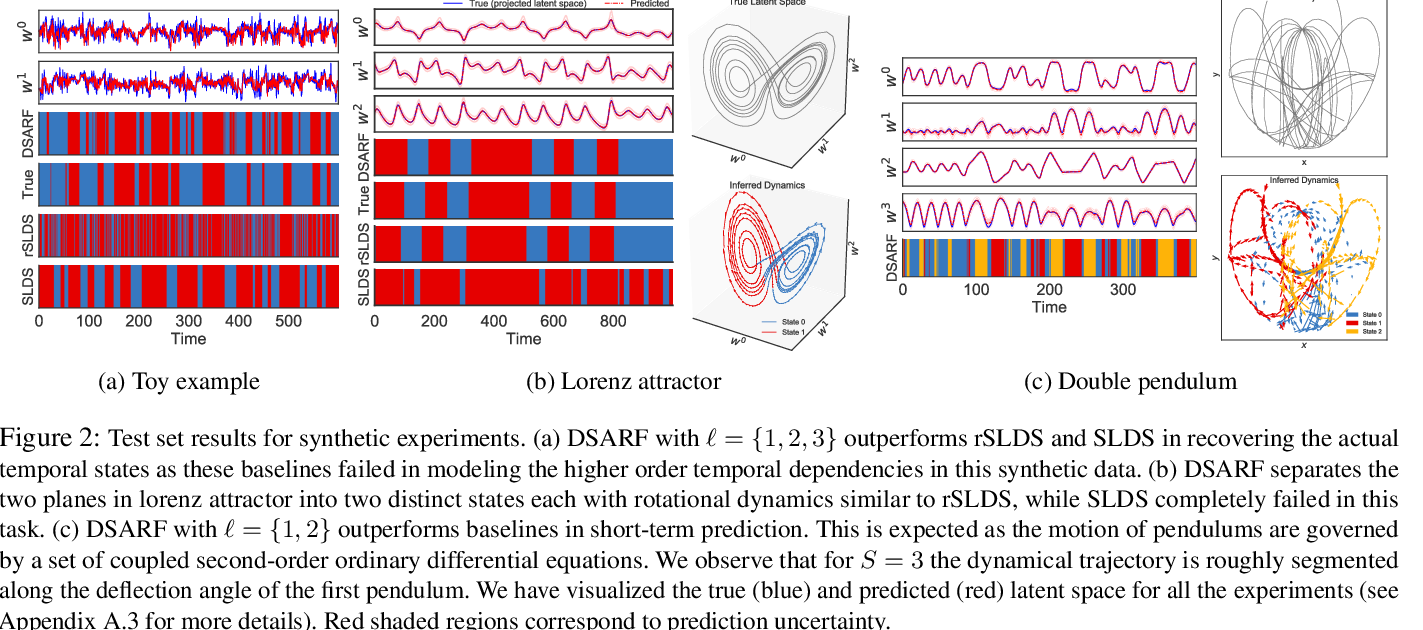 True (projected latent space) Predicted
w⁰
w¹
DSARF
True
rSLDS
SLDS
0 100 200 300 400 500
Time
w⁰
w¹
w²
DSARF
True
rSLDS
SLDS
0 200 400 600 800
Time
True Latent Space
w²
w¹
w⁰
Inferred Dynamics
w²
State 0
State 1
w¹
w⁰
w⁰
w¹
w²
w³
DSARF
0 100 200 300
Time
y
x
Inferred Dynamics
y
State 0
State 1
State 2
x
(a) Toy example
(b) Lorenz attractor
(c) Double pendulum
Figure 2: Test set results for synthetic experiments. (a) DSARF with ℓ = {1, 2, 3} outperforms rSLDS and SLDS in recovering the actual
temporal states as these baselines failed in modeling the higher order temporal dependencies in this synthetic data. (b) DSARF separates the
two planes in lorenz attractor into two distinct states each with rotational dynamics similar to rSLDS, while SLDS completely failed in this
task. (c) DSARF with ℓ = {1, 2} outperforms baselines in short-term prediction. This is expected as the motion of pendulums are governed
by a set of coupled second-order ordinary differential equations. We observe that for S = 3 the dynamical trajectory is roughly segmented
along the deflection angle of the first pendulum. We have visualized the true (blue) and predicted (red) latent space for all the experiments (see
Appendix A.3 for more details). Red shaded regions correspond to prediction uncertainty.